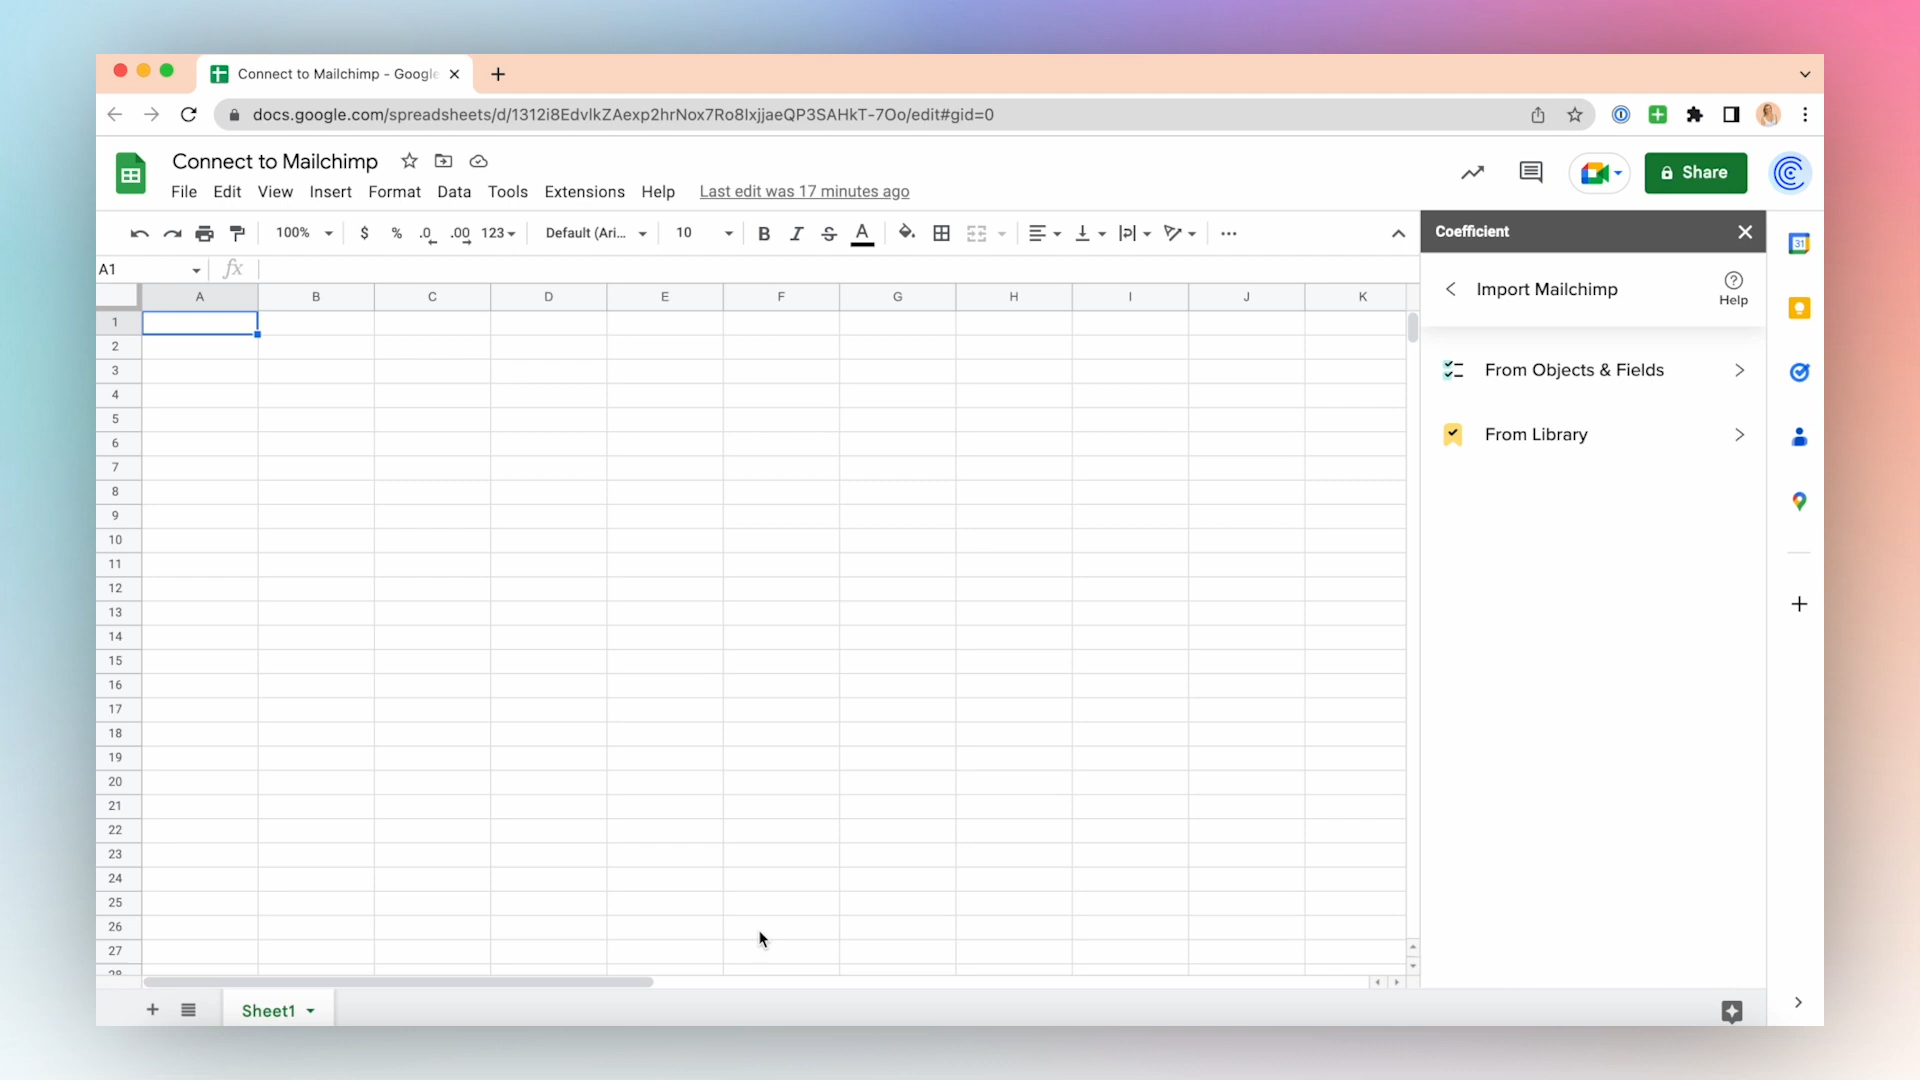 Connect to Mailchimp - Google
docs.google.com/spreadsheets/d/1312i8EdvlkZAexp2hrNox7Ro8lxjjaeQP3SAHkT-7Oo/edit#gid=0
Connect to Mailchimp
File Edit View Insert Format Data Tools Extensions Help Last edit was 17 minutes ago
Share
100% $ % .0 .00 123 Default (Ari... 10 B I S A
A1 fx
A B C D E F G H I J K
1
2
3
4
5
6
7
8
9
10
11
12
13
14
15
16
17
18
19
20
21
22
23
24
25
26
27
28
Sheet1
Coefficient
Import Mailchimp
Help
From Objects & Fields
From Library
31